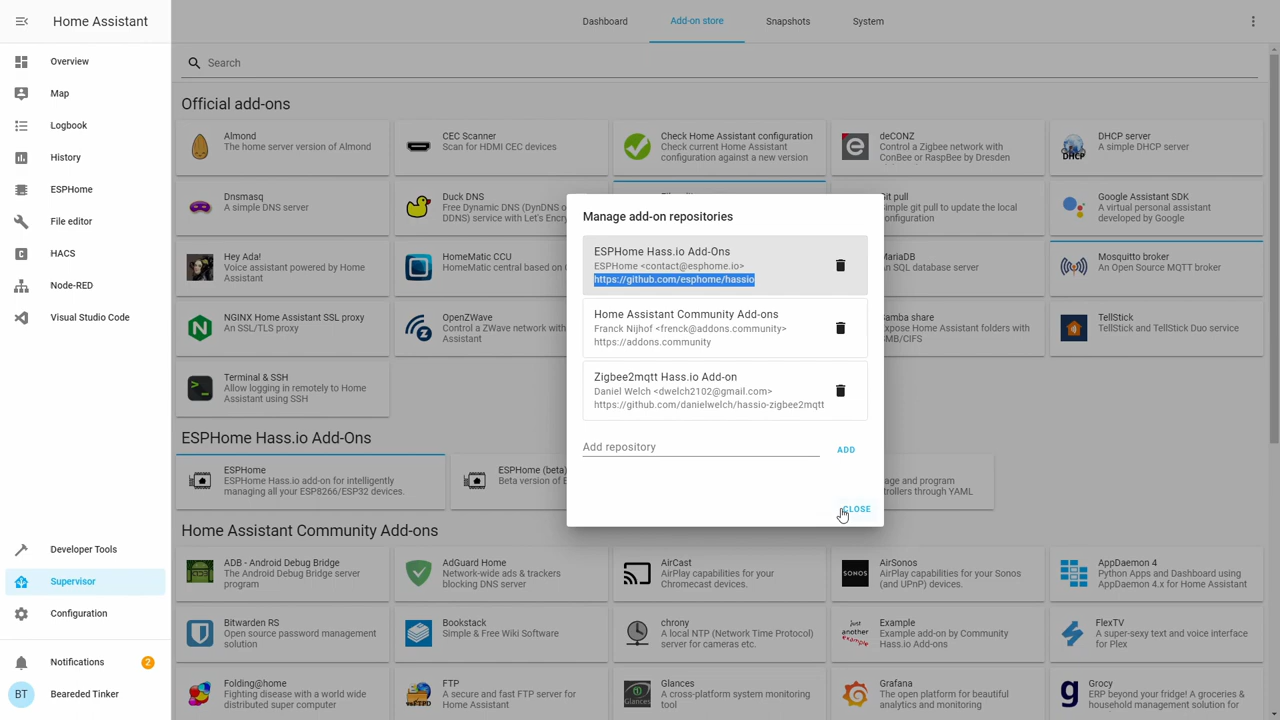 Home Assistant
Dashboard
Add-on store
Snapshots
System
Overview
Map
Logbook
History
ESPHome
File editor
HACS
Node-RED
Visual Studio Code
Developer Tools
Supervisor
Configuration
Notifications
2
BT
Bearded Tinker
Search
Official add-ons
Almond
The home server version of Almond
CEC Scanner
Scan for HDMI CEC devices
Check Home Assistant configuration
Check current Home Assistant
configuration against a new version
deCONZ
Control a Zigbee network with
ConBee or RaspBee by Dresden
DHCP server
A simple DHCP server
DHCP
Dnsmasq
A simple DNS server
Duck DNS
Free Dynamic DNS (DynDNS or
DDNS) service with Let's Encr
Git pull
Simple git pull to update the local
configuration
Google Assistant SDK
A virtual personal assistant
developed by Google
Hey Ada!
Voice assistant powered by Home
Assistant
HomeMatic CCU
HomeMatic central based on
MariaDB
An SQL database server
Mosquitto broker
An Open Source MQTT broker
NGINX Home Assistant SSL proxy
An SSL/TLS proxy
OpenZWave
Control a ZWave network with
Samba share
Expose Home Assistant folders with
SMB/CIFS
TellStick
TellStick and TellStick Duo service
Terminal & SSH
Allow logging in remotely to Home
Assistant using SSH
Manage add-on repositories
ESPHome Hass.io Add-Ons
ESPHome <contact@esphome.io>
https://github.com/esphome/hassio
Home Assistant Community Add-ons
Franck Nijhof <frenck@addons.community>
https://addons.community
Zigbee2mqtt Hass.io Add-on
Daniel Welch <dwelch2102@gmail.com>
https://github.com/danielwelch/hassio-zigbee2mqtt
Add repository
ADD
CLOSE
ESPHome Hass.io Add-Ons
ESPHome
ESPHome Hass.io add-on for intelligently
managing all your ESP8266/ESP32 devices.
ESPHome (beta)
Beta version of E
age and program
trollers through YAML
Home Assistant Community Add-ons
ADB - Android Debug Bridge
The Android Debug Bridge server
program
AdGuard Home
Network-wide ads & trackers
blocking DNS server
AirCast
AirPlay capabilities for your
Chromecast devices.
SONOS
AirSonos
AirPlay capabilities for your Sonos
(and UPnP) devices.
AppDaemon 4
Python Apps and Dashboard using
AppDaemon 4.x for Home Assistant
Bitwarden RS
Open source password management
solution
Bookstack
Simple & Free Wiki Software
chrony
A local NTP (Network Time Protocol)
server for cameras etc.
just
another
Example
Example add-on by Community
Hass.io Add-ons
FlexTV
A super-sexy text and voice interface
for Plex
Folding@home
Fighting disease with a world wide
distributed super computer
FTP
A secure and fast FTP server for
Home Assistant
Glances
A cross-platform system monitoring
tool
Grafana
The open platform for beautiful
analytics and monitoring
Grocy
ERP beyond your fridge! A groceries &
household management solution for